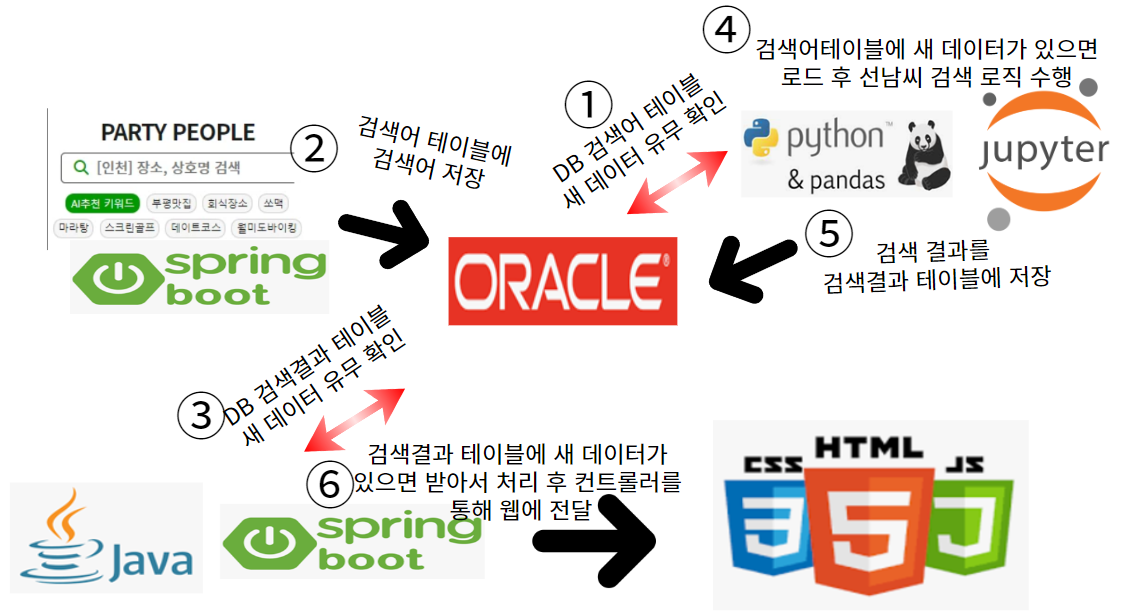 ④
검색어테이블에 새 데이터가 있으면
로드 후 선남씨 검색 로직 수행
①
DB 검색어 테이블
새 데이터 유무 확인
PARTY PEOPLE
[인천] 장소, 상호명 검색
AI추천 키워드
부평맛집
회식장소
쏘맥
마라탕
스크린골프
데이트코스
월미도바이킹
spring
boot
②
검색어 테이블에
검색어 저장
python™
& pandas
jupyter
ORACLE®
⑤
검색 결과를
검색결과 테이블에 저장
③
DB 검색결과 테이블
새 데이터 유무 확인
⑥
검색결과 테이블에 새 데이터가
있으면 받아서 처리 후 컨트롤러를
통해 웹에 전달
Java
spring
boot
CSS
HTML
JS
3
5